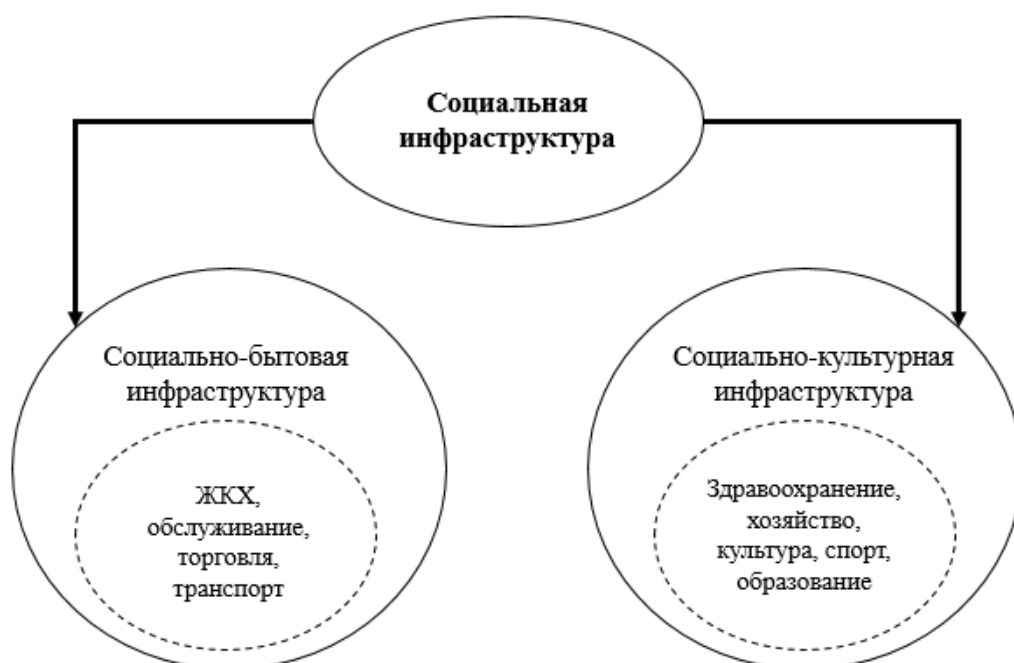 Социальная
инфраструктура
Социально-бытовая
инфраструктура
ЖКХ,
обслуживание,
торговля,
транспорт
Социально-культурная
инфраструктура
Здравоохранение,
хозяйство,
культура, спорт,
образование